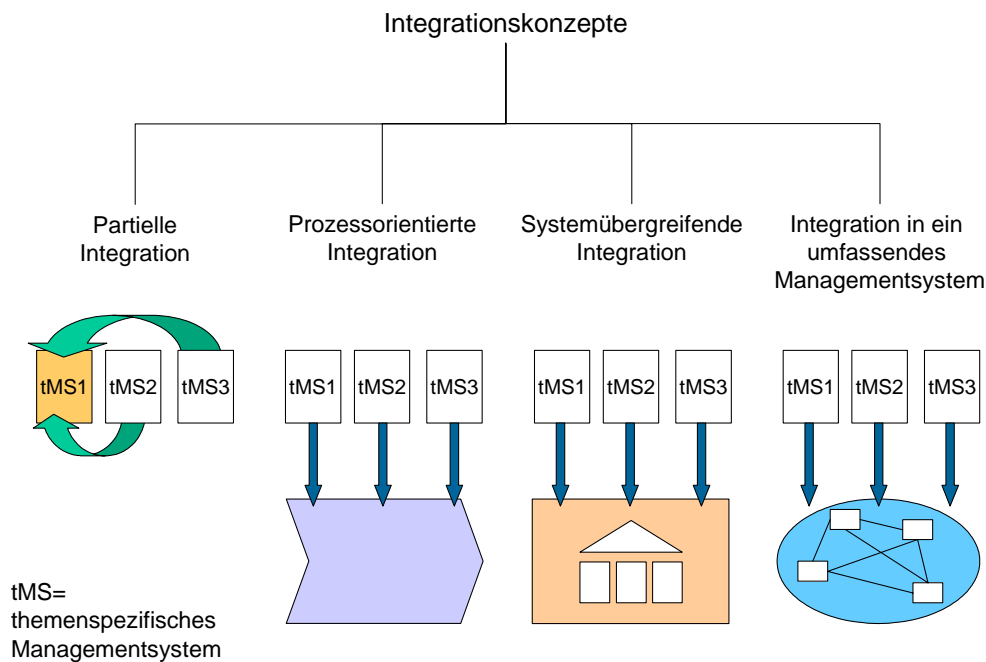 Integrationskonzepte
Partielle
Integration
Prozessorientierte
Integration
Systemübergreifende
Integration
Integration in ein
umfassendes
Managementsystem
tMS1
tMS2
tMS3
tMS1
tMS2
tMS3
tMS1
tMS2
tMS3
tMS1
tMS2
tMS3
tMS=
themenspezifisches
Managementsystem